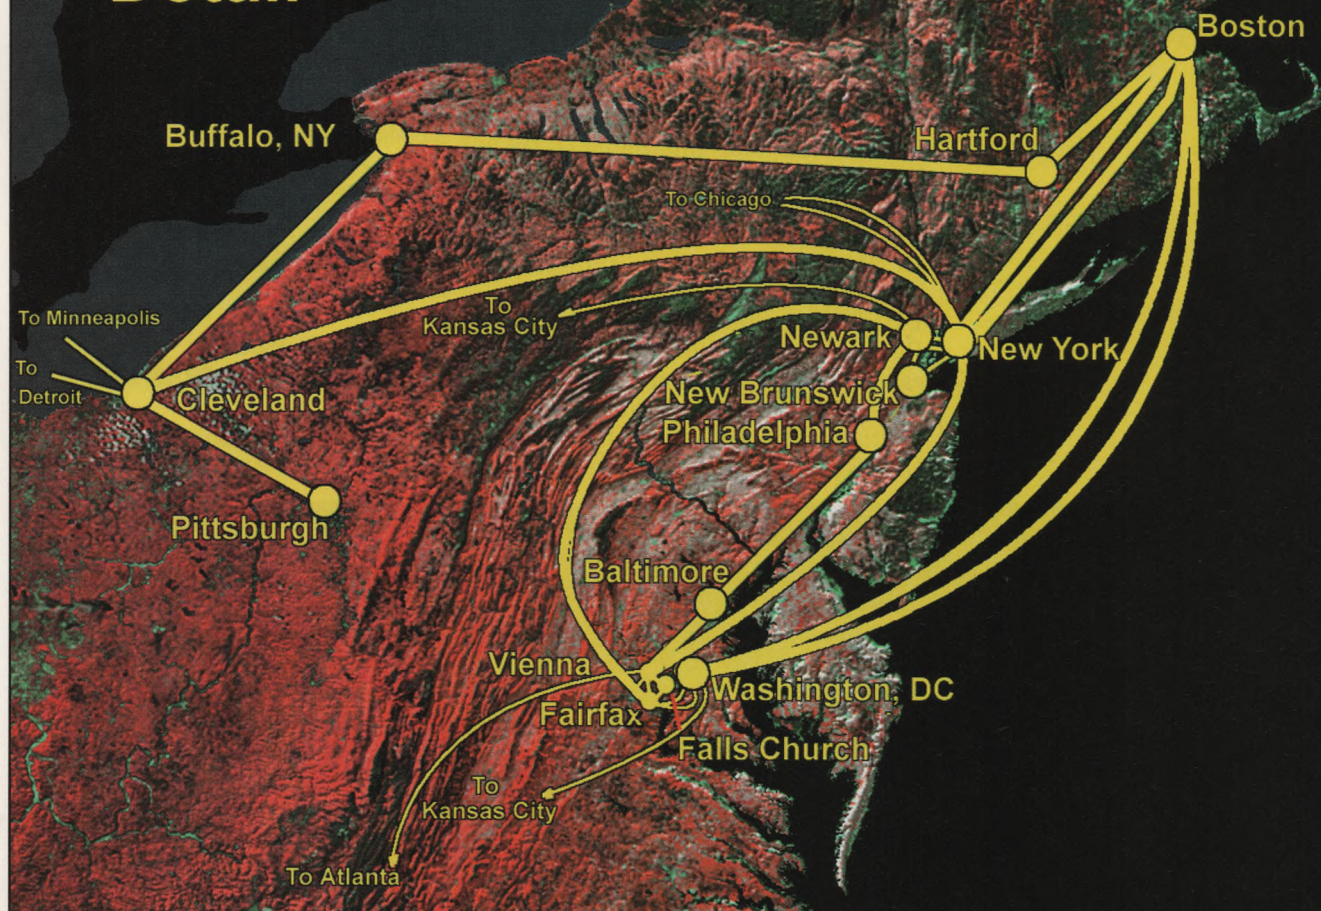 Boston
Buffalo, NY
Hartford
To Chicago
To
Kansas City
To Minneapolis
Newark
New York
To
Detroit
Cleveland
New Brunswick
Philadelphia
Pittsburgh
Baltimore
Vienna
Washington, DC
Fairfax
Falls Church
To
Kansas City
To Atlanta